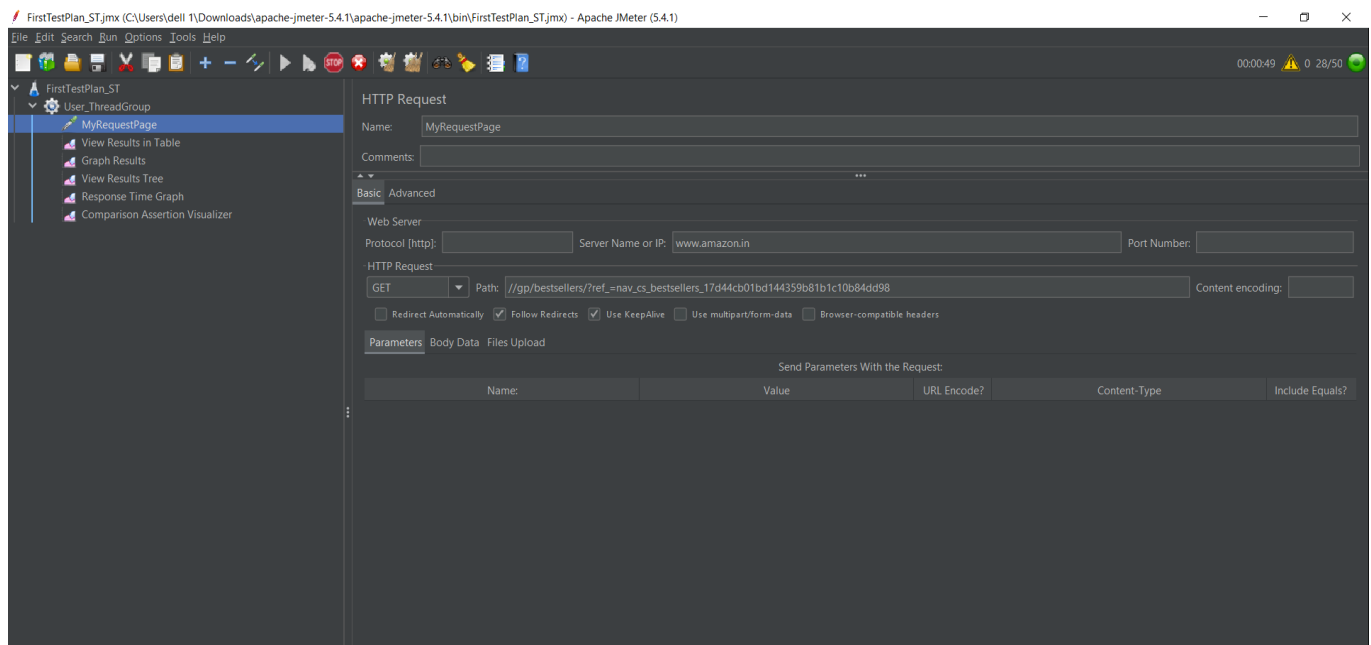 FirstTestPlan_ST.jmx (C:\Users\dell 1\Downloads\apache-jmeter-5.4.1\apache-jmeter-5.4.1\bin\FirstTestPlan_ST.jmx) - Apache JMeter (5.4.1)
File Edit Search Run Options Tools Help
STOP 00:00:49 0 28/50
FirstTestPlan_ST
User_ThreadGroup
MyRequestPage
View Results in Table
Graph Results
View Results Tree
Response Time Graph
Comparison Assertion Visualizer
HTTP Request
Name: MyRequestPage
Comments:
Basic Advanced
Web Server
Protocol [http]: Server Name or IP: www.amazon.in Port Number:
HTTP Request
GET Path: //gp/bestsellers/?ref_=nav_cs_bestsellers_17d44cb01bd144359b81b1c10b84dd98 Content encoding:
Redirect Automatically Follow Redirects Use KeepAlive Use multipart/form-data Browser-compatible headers
Parameters Body Data Files Upload
Send Parameters With the Request:
Name: Value URL Encode? Content-Type Include Equals?